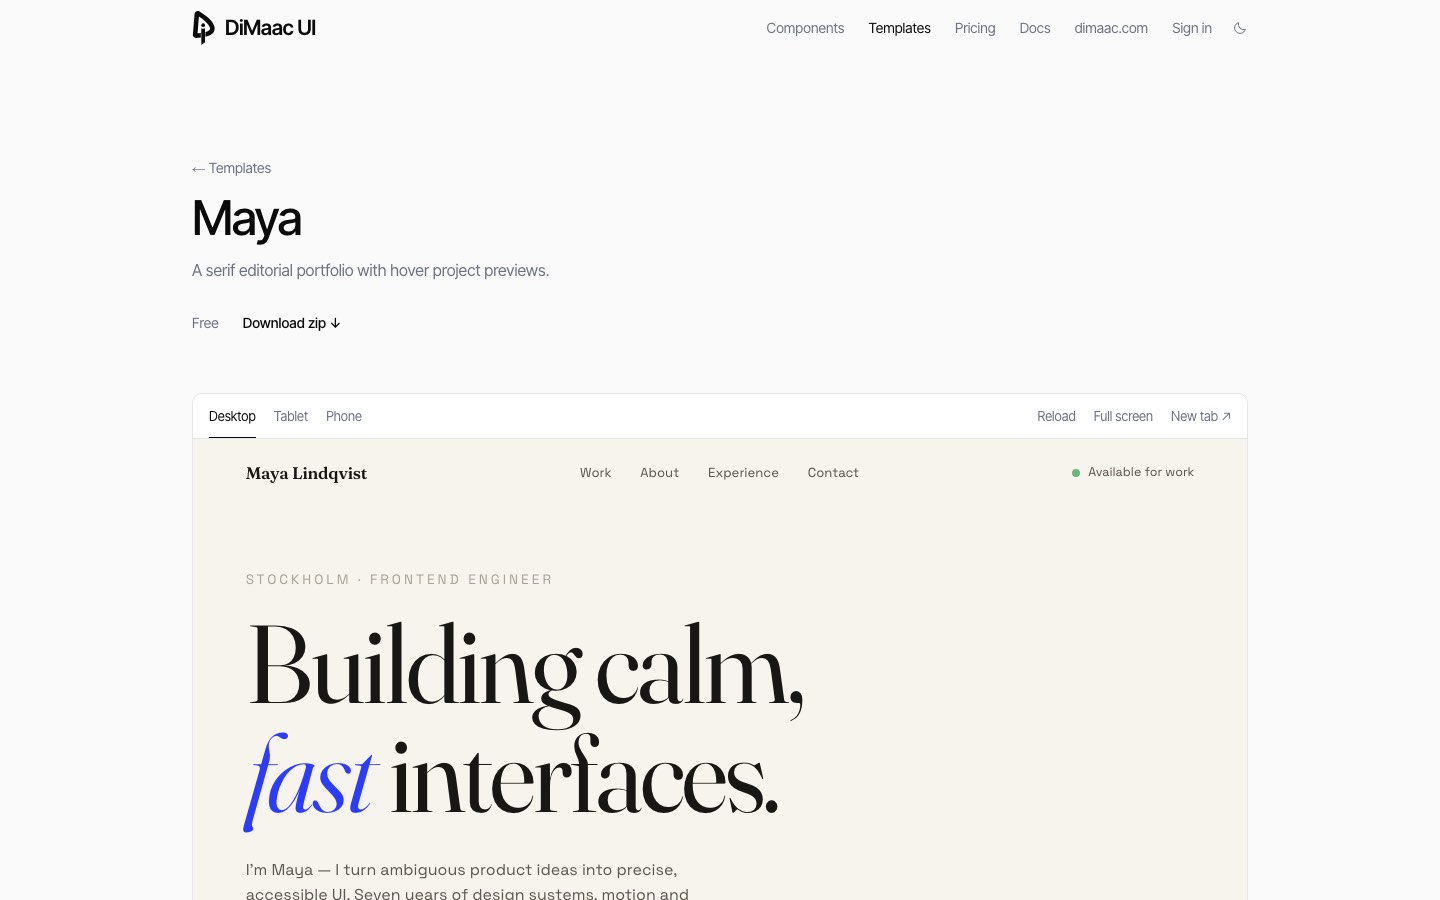 DiMaac UI
Components Templates Pricing Docs dimaac.com Sign in
← Templates
Maya
A serif editorial portfolio with hover project previews.
Free Download zip ↓
Desktop Tablet Phone Reload Full screen New tab ↗
Maya Lindqvist Work About Experience Contact Available for work
STOCKHOLM · FRONTEND ENGINEER
Building calm,
fast interfaces.
I'm Maya — I turn ambiguous product ideas into precise,
accessible UI. Seven years of design systems, motion and